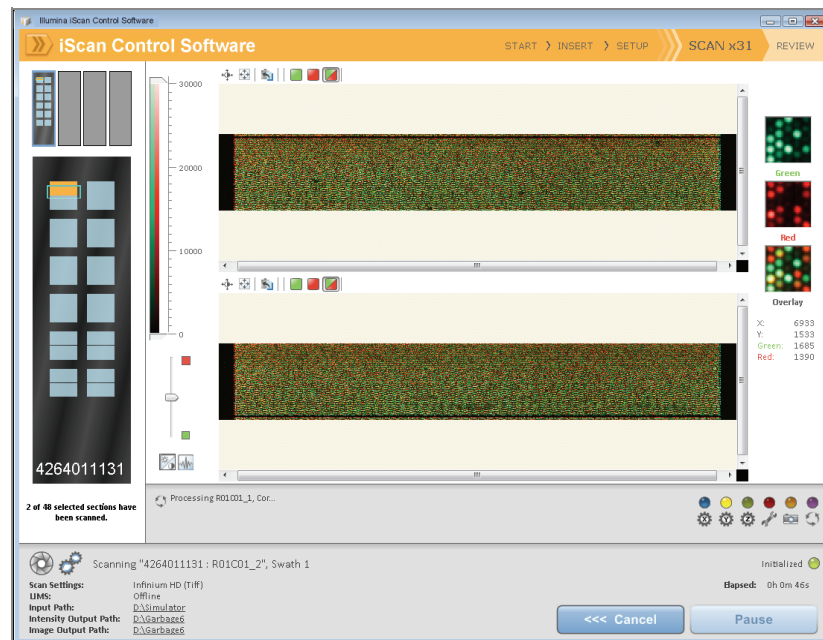 Illumina iScan Control Software
iScan Control Software
START > INSERT > SETUP
SCAN x31
REVIEW
30000
20000
10000
0
Green
Red
Overlay
X: 6933
Y: 1533
Green: 1685
Red: 1390
4264011131
2 of 48 selected sections have
been scanned.
Processing R01C01_1, Cor...
X Y Z
Scanning "4264011131 : R01C01_2", Swath 1
Initialized
Scan Settings: Infinium HD (Tiff)
LIMS: Offline
Input Path: D:\Simulator
Intensity Output Path: D:\Garbage6
Image Output Path: D:\Garbage6
Elapsed: 0h 0m 46s
<<< Cancel
Pause